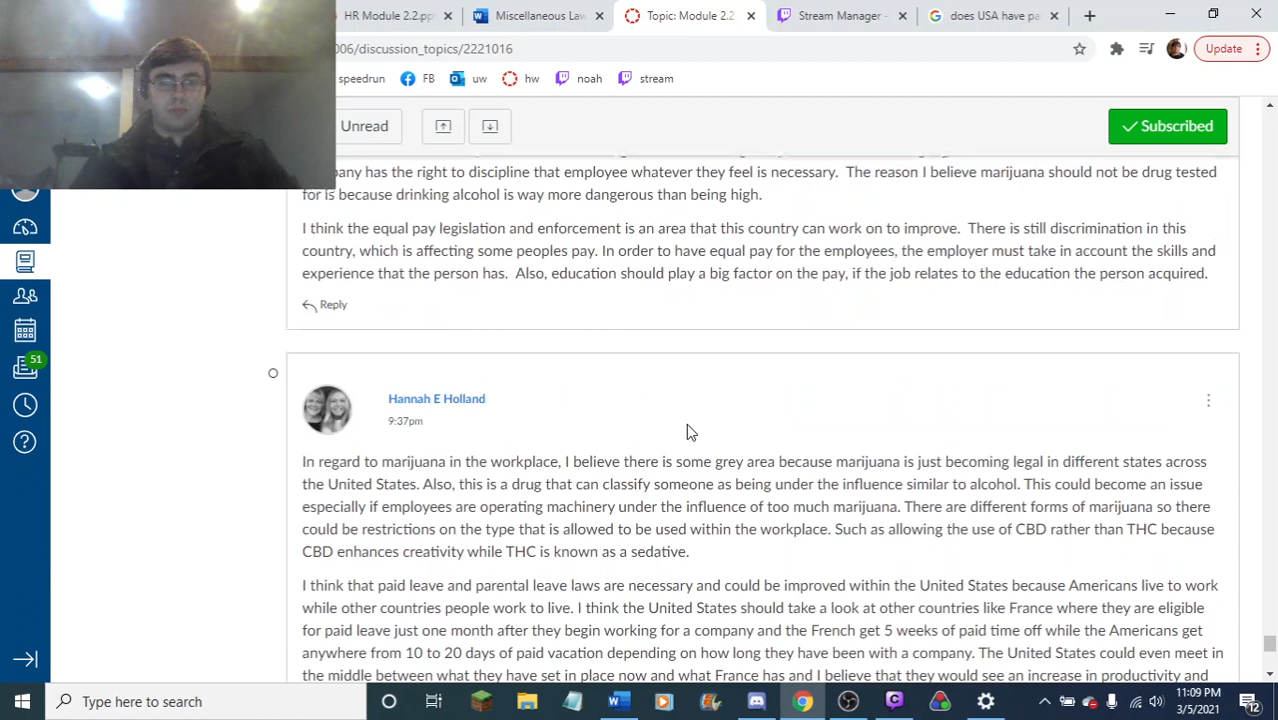 HR Module 2.2.pp
Miscellaneous Law
Topic: Module 2.2
Stream Manager -
does USA have pa
006/discussion_topics/2221016
Update
speedrun
FB
uw
hw
noah
stream
Unread
Subscribed
pany has the right to discipline that employee whatever they feel is necessary. The reason I believe marijuana should not be drug tested
for is because drinking alcohol is way more dangerous than being high.
I think the equal pay legislation and enforcement is an area that this country can work on to improve. There is still discrimination in this
country, which is affecting some peoples pay. In order to have equal pay for the employees, the employer must take in account the skills and
experience that the person has. Also, education should play a big factor on the pay, if the job relates to the education the person acquired.
Reply
Hannah E Holland
9:37pm
In regard to marijuana in the workplace, I believe there is some grey area because marijuana is just becoming legal in different states across
the United States. Also, this is a drug that can classify someone as being under the influence similar to alcohol. This could become an issue
especially if employees are operating machinery under the influence of too much marijuana. There are different forms of marijuana so there
could be restrictions on the type that is allowed to be used within the workplace. Such as allowing the use of CBD rather than THC because
CBD enhances creativity while THC is known as a sedative.
I think that paid leave and parental leave laws are necessary and could be improved within the United States because Americans live to work
while other countries people work to live. I think the United States should take a look at other countries like France where they are eligible
for paid leave just one month after they begin working for a company and the French get 5 weeks of paid time off while the Americans get
anywhere from 10 to 20 days of paid vacation depending on how long they have been with a company. The United States could even meet in
the middle between what they have set in place now and what France has and I believe that they would see an increase in productivity and
51
Type here to search
11:09 PM
3/5/2021
12